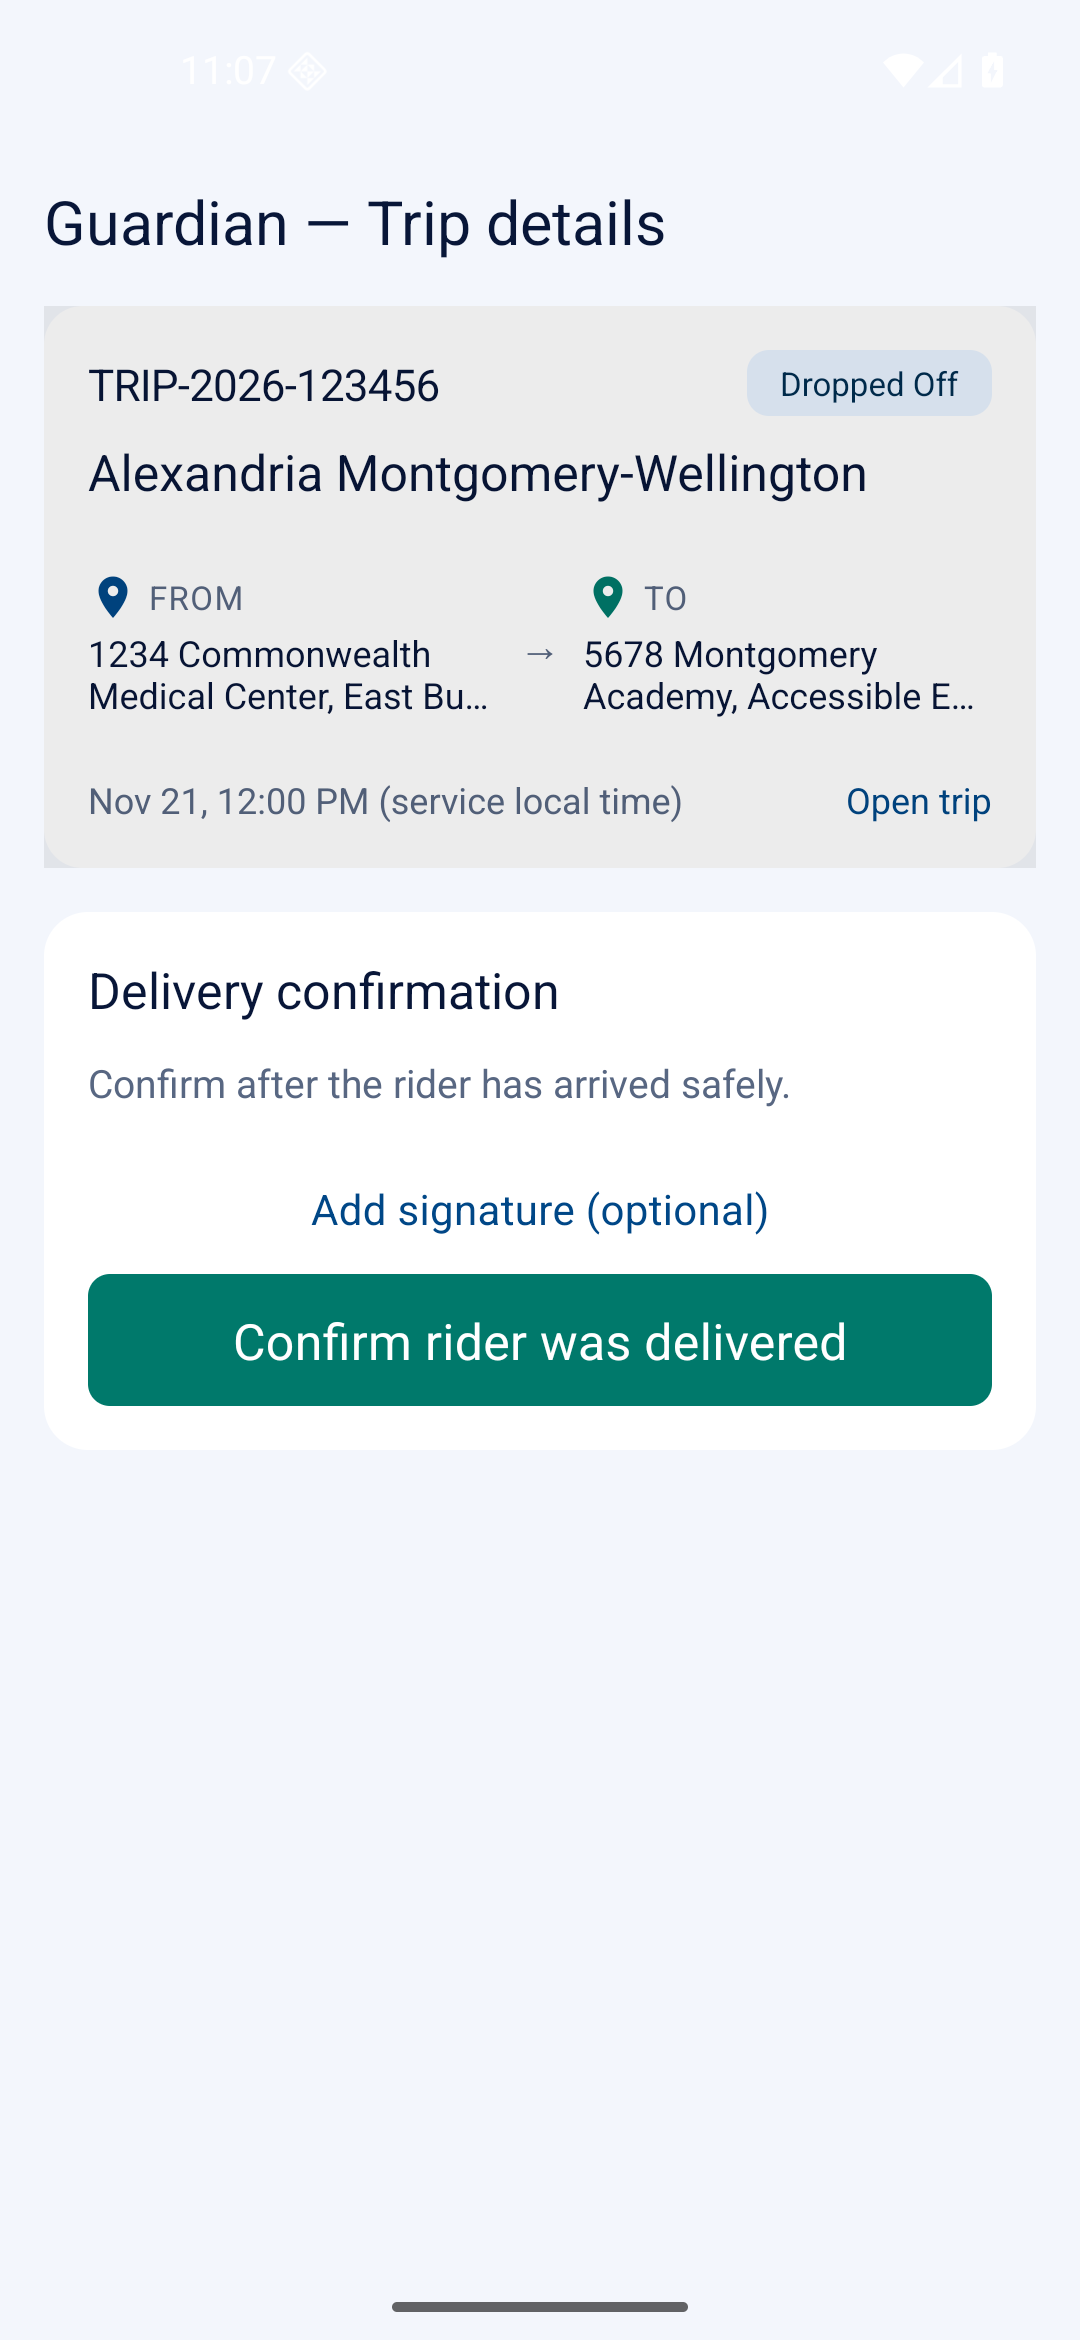 11:07
Guardian — Trip details
TRIP-2026-123456
Dropped Off
Alexandria Montgomery-Wellington
FROM
1234 Commonwealth
Medical Center, East Bu...
→
TO
5678 Montgomery
Academy, Accessible E...
Nov 21, 12:00 PM (service local time)
Open trip
Delivery confirmation
Confirm after the rider has arrived safely.
Add signature (optional)
Confirm rider was delivered